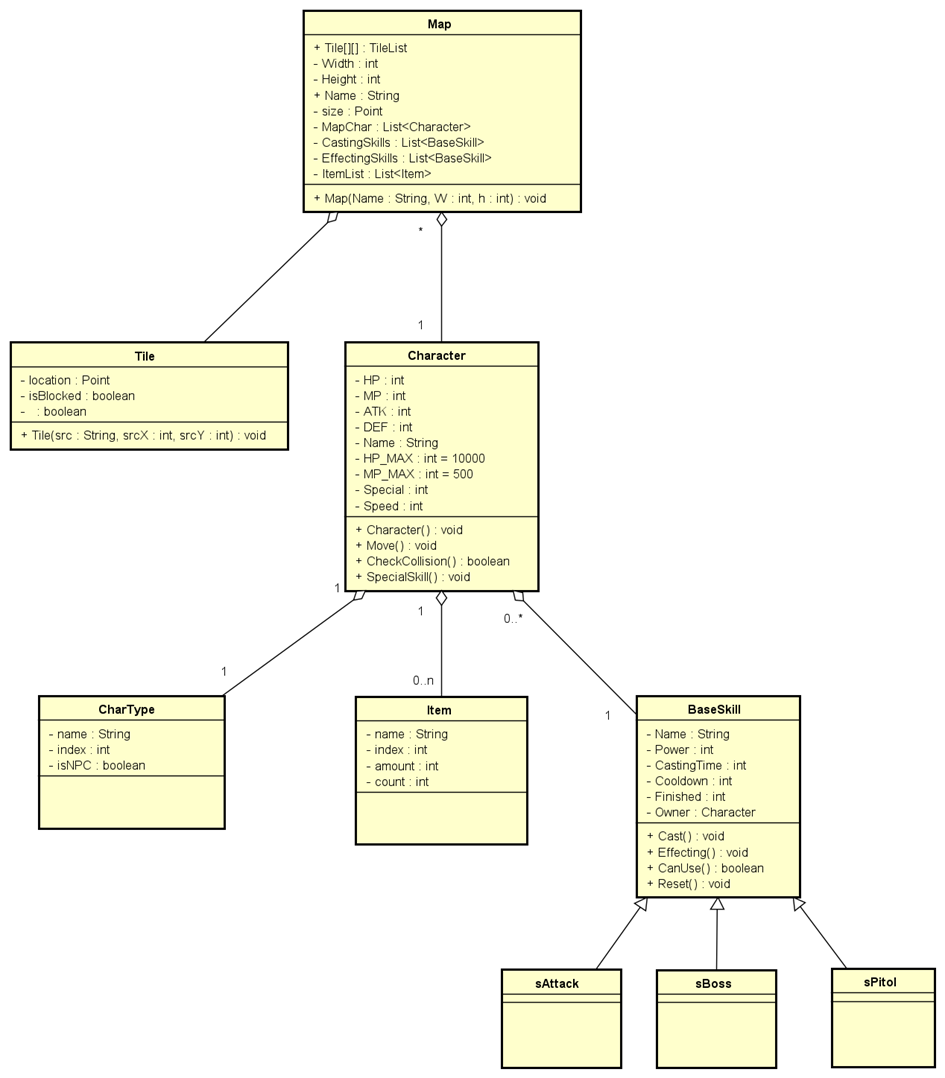 Map
+ Tile[][] : TileList
- Width : int
- Height : int
+ Name : String
- size : Point
- MapChar : List<Character>
- CastingSkills : List<BaseSkill>
- EffectingSkills : List<BaseSkill>
- ItemList : List<Item>
+ Map(Name : String, W : int, h : int) : void
*
1
Tile
- location : Point
- isBlocked : boolean
- : boolean
+ Tile(src : String, srcX : int, srcY : int) : void
Character
- HP : int
- MP : int
- ATK : int
- DEF : int
- Name : String
- HP_MAX : int = 10000
- MP_MAX : int = 500
- Special : int
- Speed : int
+ Character() : void
+ Move() : void
+ CheckCollision() : boolean
+ SpecialSkill() : void
1
1
0..*
1
0..n
1
CharType
- name : String
- index : int
- isNPC : boolean
Item
- name : String
- index : int
- amount : int
- count : int
BaseSkill
- Name : String
- Power : int
- CastingTime : int
- Cooldown : int
- Finished : int
- Owner : Character
+ Cast() : void
+ Effecting() : void
+ CanUse() : boolean
+ Reset() : void
sAttack
sBoss
sPitol